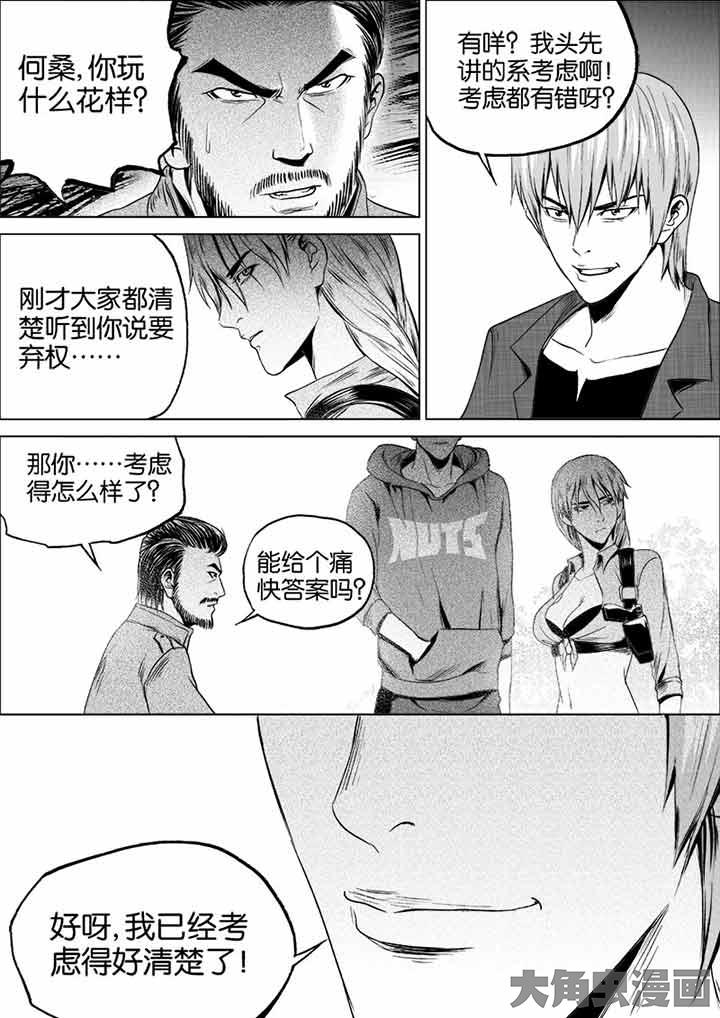 何桑,你玩
什么花样?
有咩?我头先
讲的系考虑啊!
考虑都有错呀?
刚才大家都清
楚听到你说要
弃权……
那你……考虑
得怎么样了?
能给个痛
快答案吗?
NUTS
好呀,我已经考
虑得好清楚了!
大角虫漫画